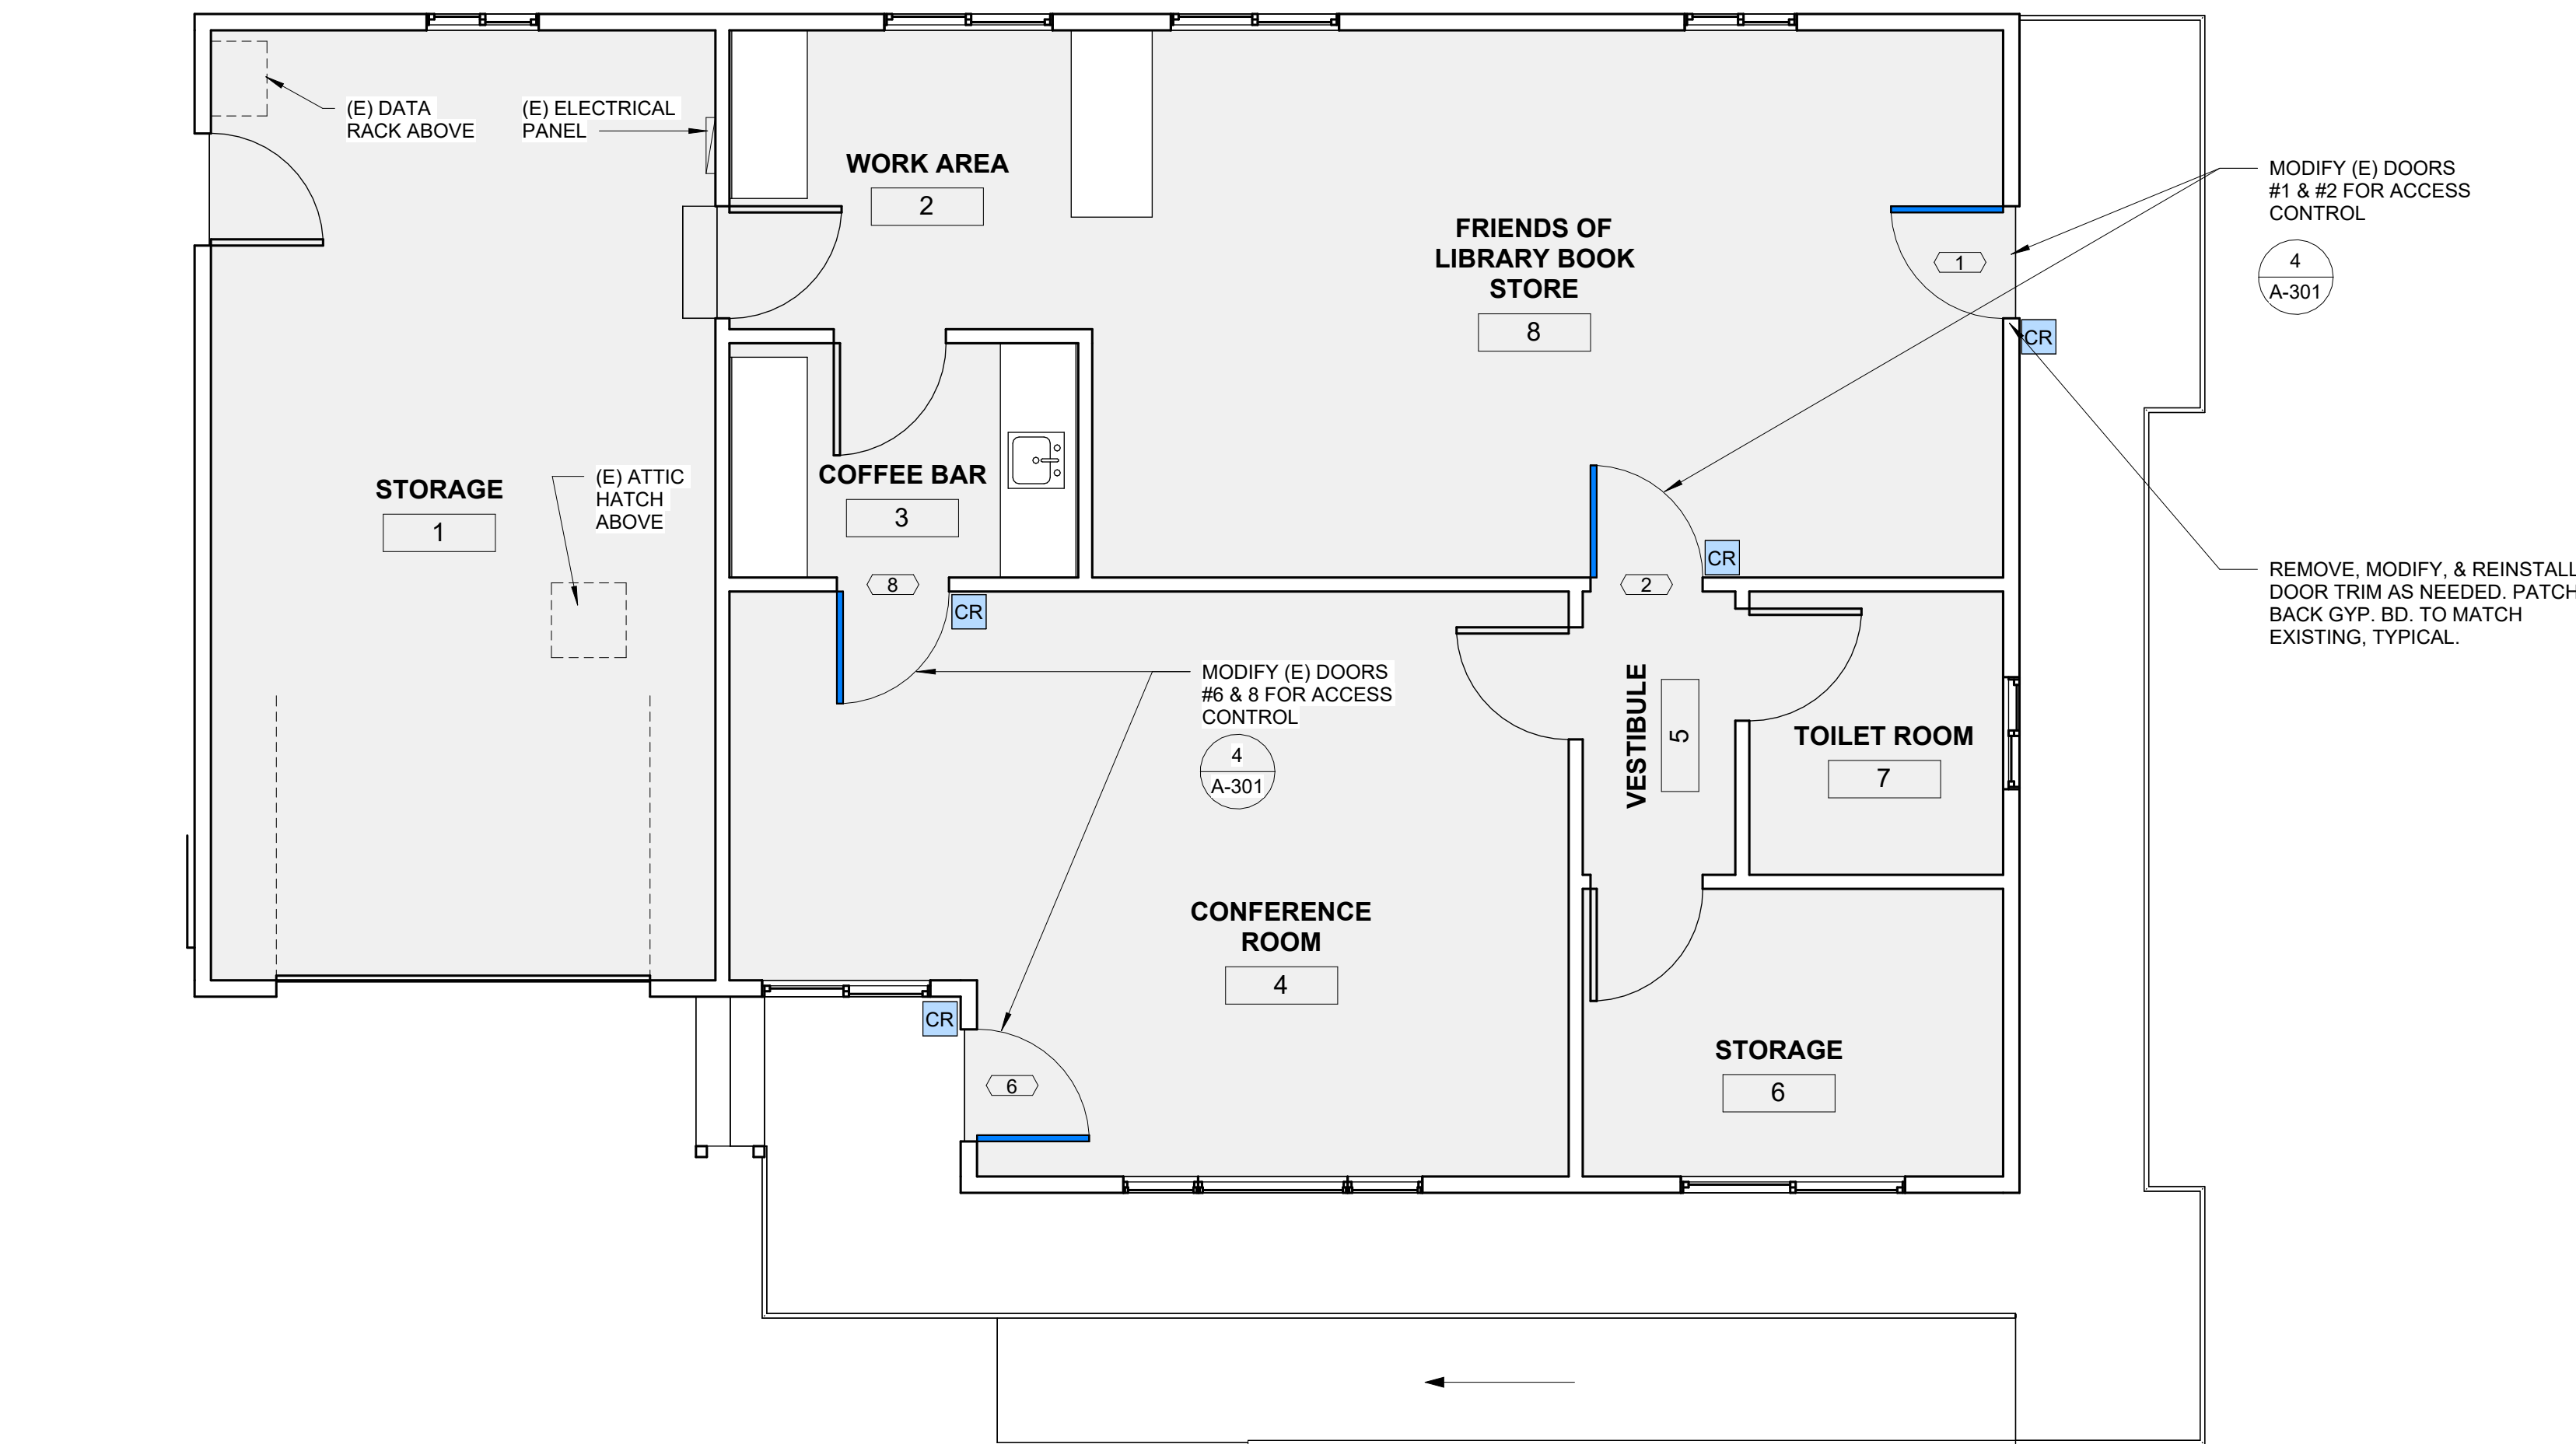 (E) DATA
RACK ABOVE
(E) ELECTRICAL
PANEL
WORK AREA
2
FRIENDS OF
LIBRARY BOOK
STORE
8
1
CR
MODIFY (E) DOORS
#1 & #2 FOR ACCESS
CONTROL
4
A-301
STORAGE
1
(E) ATTIC
HATCH
ABOVE
COFFEE BAR
3
8
CR
2
CR
REMOVE, MODIFY, & REINSTALL
DOOR TRIM AS NEEDED. PATCH
BACK GYP. BD. TO MATCH
EXISTING, TYPICAL.
MODIFY (E) DOORS
#6 & 8 FOR ACCESS
CONTROL
4
A-301
VESTIBULE
5
TOILET ROOM
7
CONFERENCE
ROOM
4
CR
6
STORAGE
6